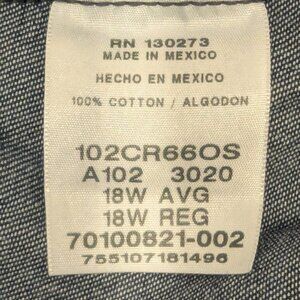 RN 130273
MADE IN MEXICO
HECHO EN MEXICO
100% COTTON / ALGODON
102CR66OS
A102 3020
18W AVG
18W REG
70100821-002
755107181496